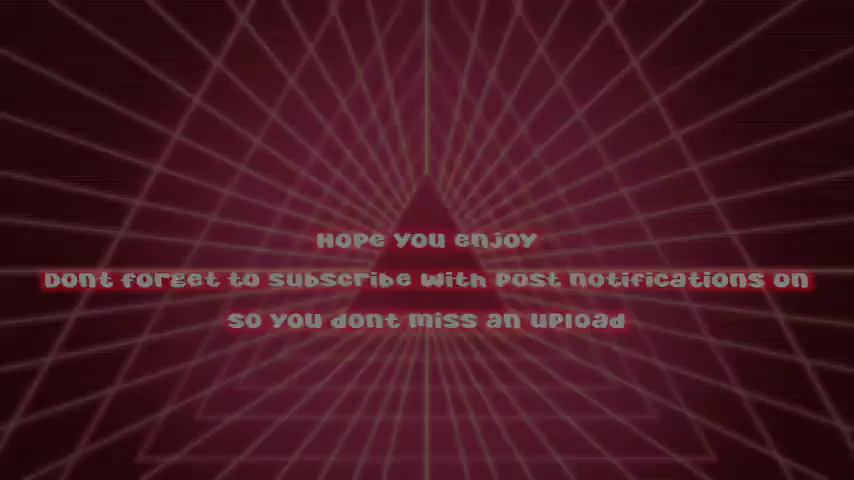 Hope you enjoy
Dont forget to subscribe with post notifications on
so you dont miss an upload